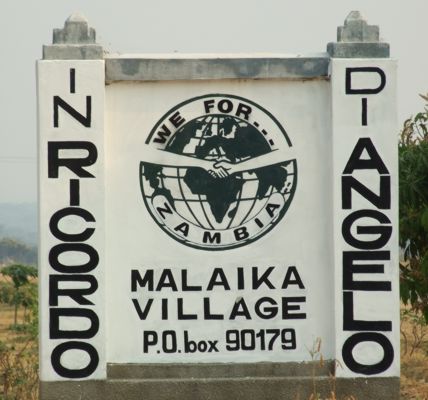 IN RICORDO
WE FOR...
ZAMBIA
MALAIKA
VILLAGE
P.O.box 90179
DI ANGELO